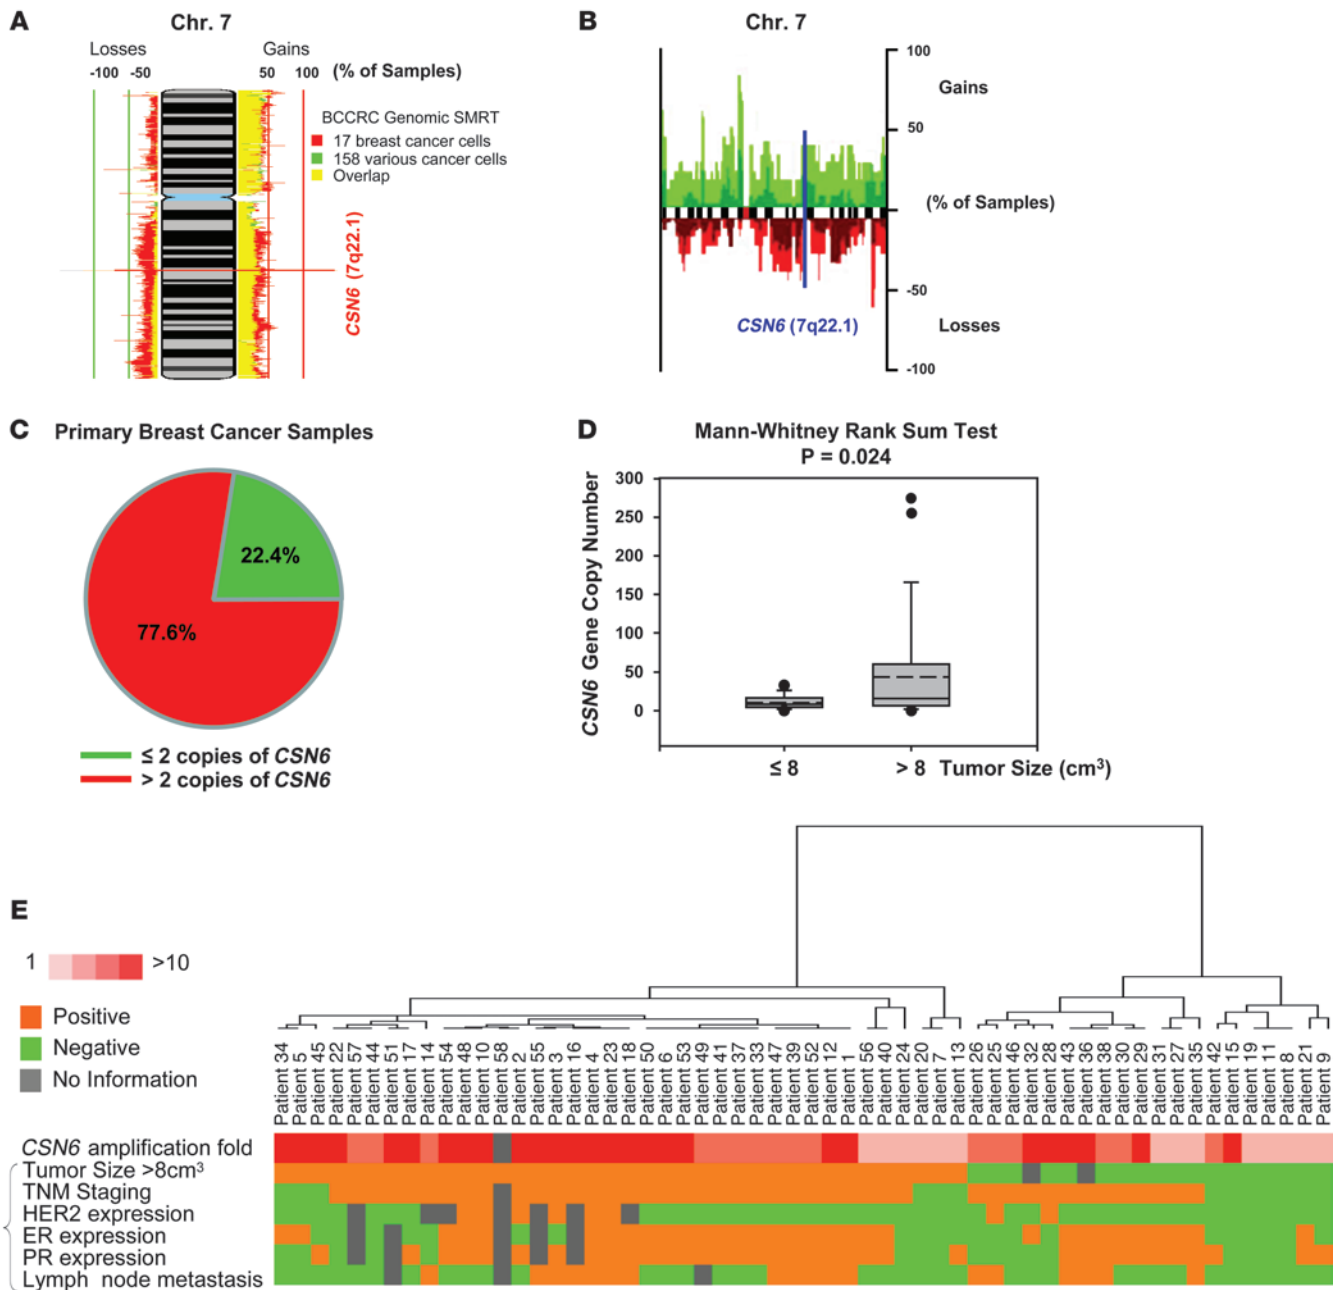 A
Chr. 7
Losses Gains
-100 -50 50 100 (% of Samples)
BCCRC Genomic SMRT
17 breast cancer cells
158 various cancer cells
Overlap
CSN6 (7q22.1)
B
Chr. 7
100
Gains
50
(% of Samples)
-50
Losses
-100
CSN6 (7q22.1)
C
Primary Breast Cancer Samples
22.4%
77.6%
≤ 2 copies of CSN6
> 2 copies of CSN6
D
Mann-Whitney Rank Sum Test
P = 0.024
CSN6 Gene Copy Number
300
250
200
150
100
50
0
≤ 8 > 8 Tumor Size (cm³)
E
1 >10
Positive
Negative
No Information
Patient 34
Patient 5
Patient 45
Patient 22
Patient 57
Patient 44
Patient 51
Patient 17
Patient 14
Patient 54
Patient 48
Patient 10
Patient 58
Patient 2
Patient 55
Patient 3
Patient 16
Patient 4
Patient 23
Patient 18
Patient 50
Patient 6
Patient 53
Patient 49
Patient 41
Patient 37
Patient 33
Patient 47
Patient 39
Patient 52
Patient 12
Patient 1
Patient 56
Patient 40
Patient 24
Patient 20
Patient 7
Patient 13
Patient 26
Patient 25
Patient 46
Patient 32
Patient 28
Patient 43
Patient 36
Patient 38
Patient 30
Patient 29
Patient 31
Patient 27
Patient 35
Patient 42
Patient 15
Patient 19
Patient 11
Patient 8
Patient 21
Patient 9
CSN6 amplification fold
Tumor Size >8cm³
TNM Staging
HER2 expression
ER expression
PR expression
Lymph node metastasis